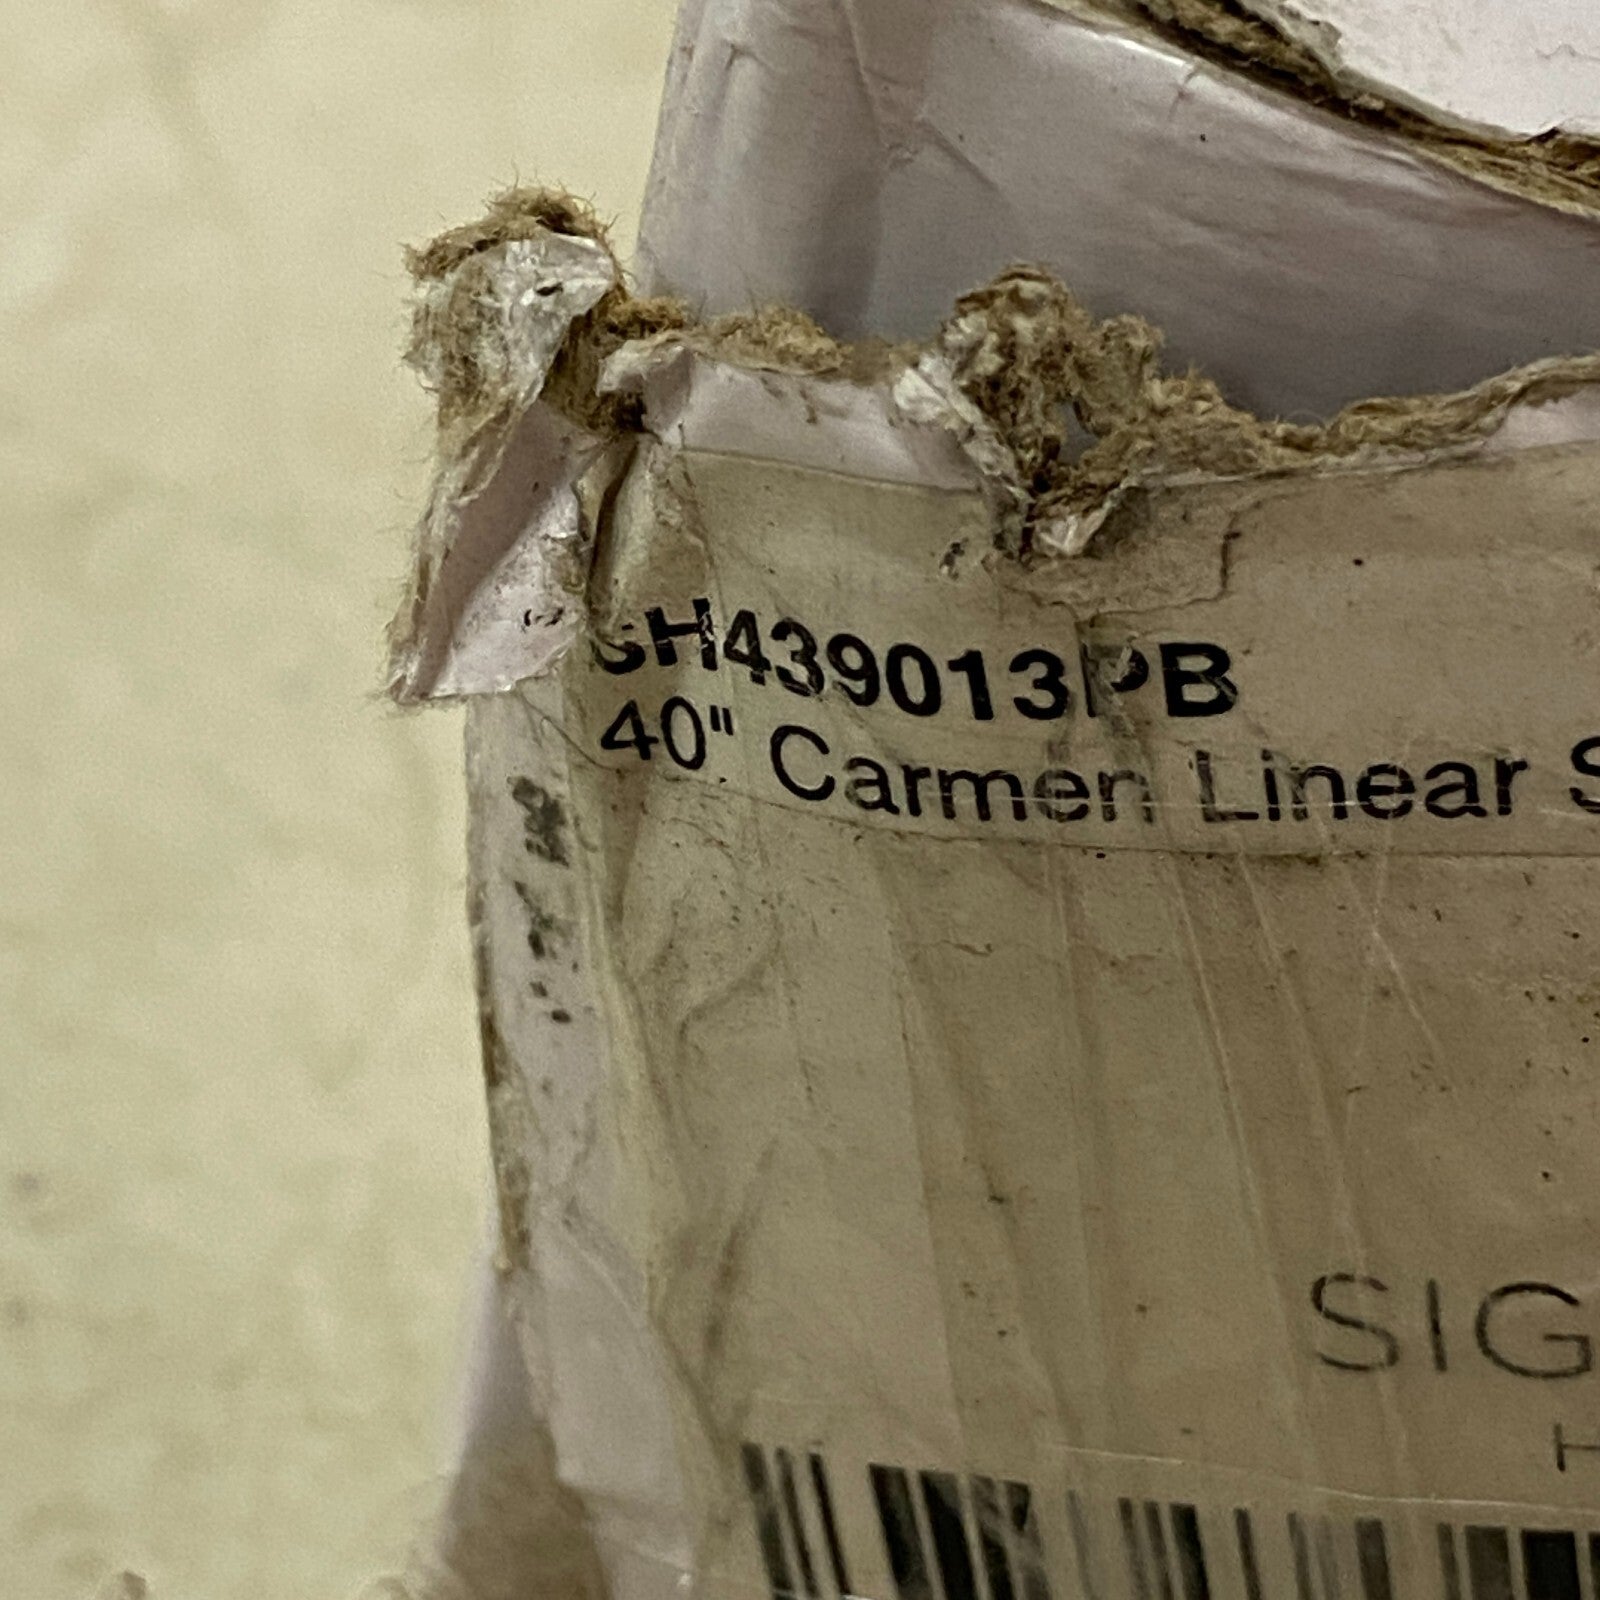 SH439013PB
40" Carmen Linear S
SIG
H